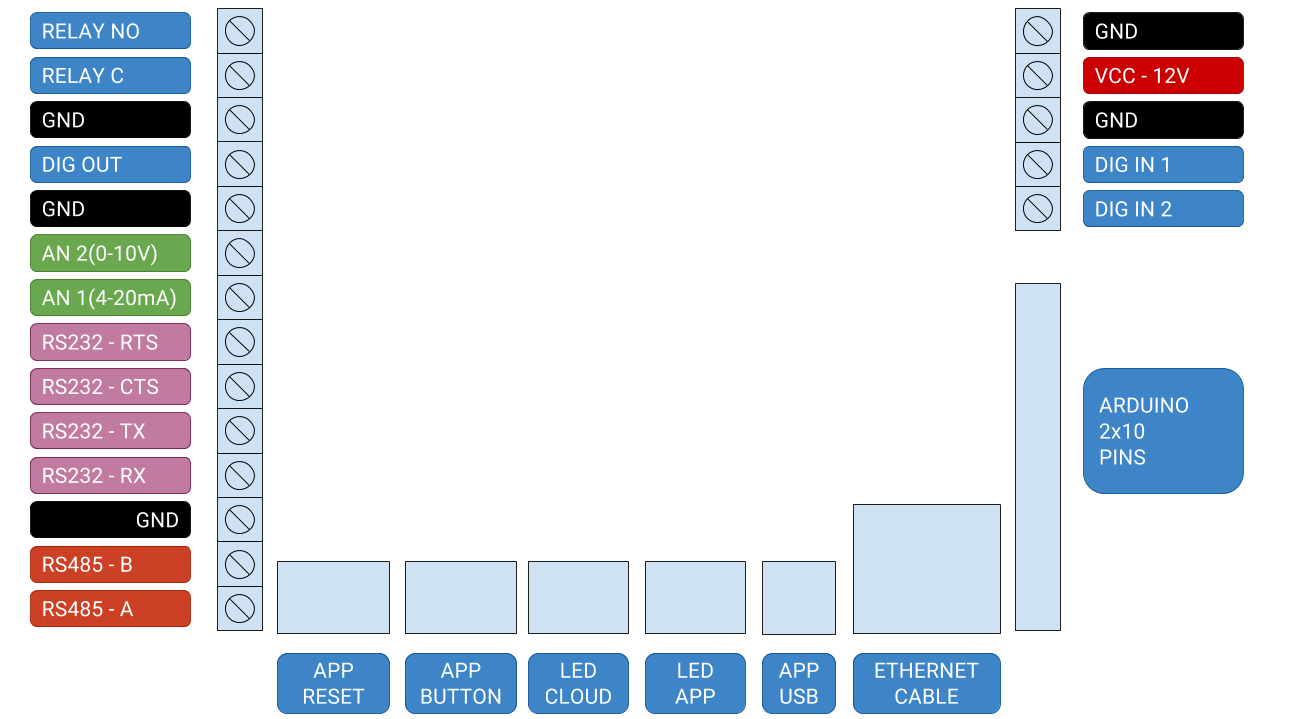 RELAY NO
RELAY C
GND
DIG OUT
GND
AN 2(0-10V)
AN 1(4-20mA)
RS232 - RTS
RS232 - CTS
RS232 - TX
RS232 - RX
GND
RS485 - B
RS485 - A
GND
VCC - 12V
GND
DIG IN 1
DIG IN 2
ARDUINO
2x10
PINS
APP
RESET
APP
BUTTON
LED
CLOUD
LED
APP
APP
USB
ETHERNET
CABLE